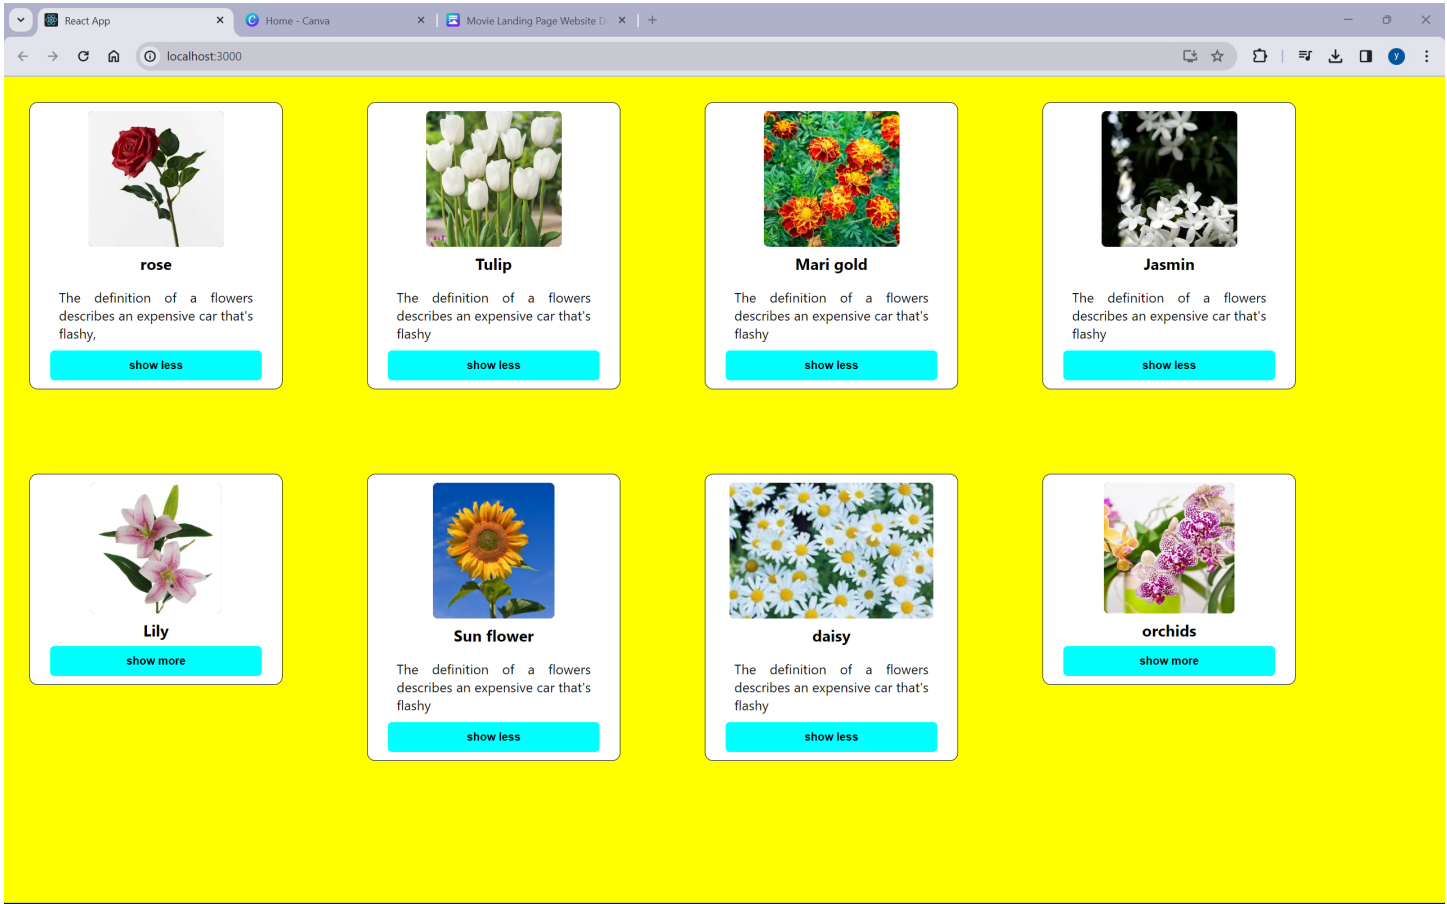 React App
Home - Canva
Movie Landing Page Website D
localhost:3000
y
rose
The definition of a flowers
describes an expensive car that's
flashy,
show less
Tulip
The definition of a flowers
describes an expensive car that's
flashy
show less
Mari gold
The definition of a flowers
describes an expensive car that's
flashy
show less
Jasmin
The definition of a flowers
describes an expensive car that's
flashy
show less
Lily
show more
Sun flower
The definition of a flowers
describes an expensive car that's
flashy
show less
daisy
The definition of a flowers
describes an expensive car that's
flashy
show less
orchids
show more